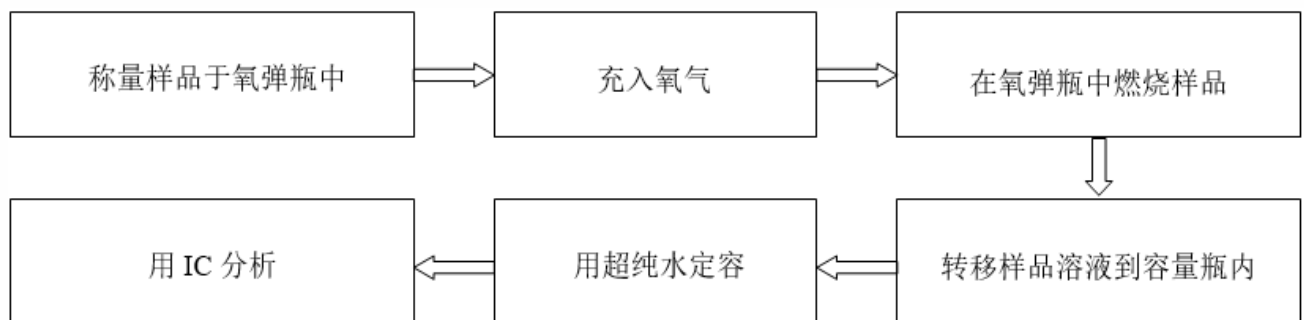 称量样品于氧弹瓶中
充入氧气
在氧弹瓶中燃烧样品
转移样品溶液到容量瓶内
用超纯水定容
用 IC 分析